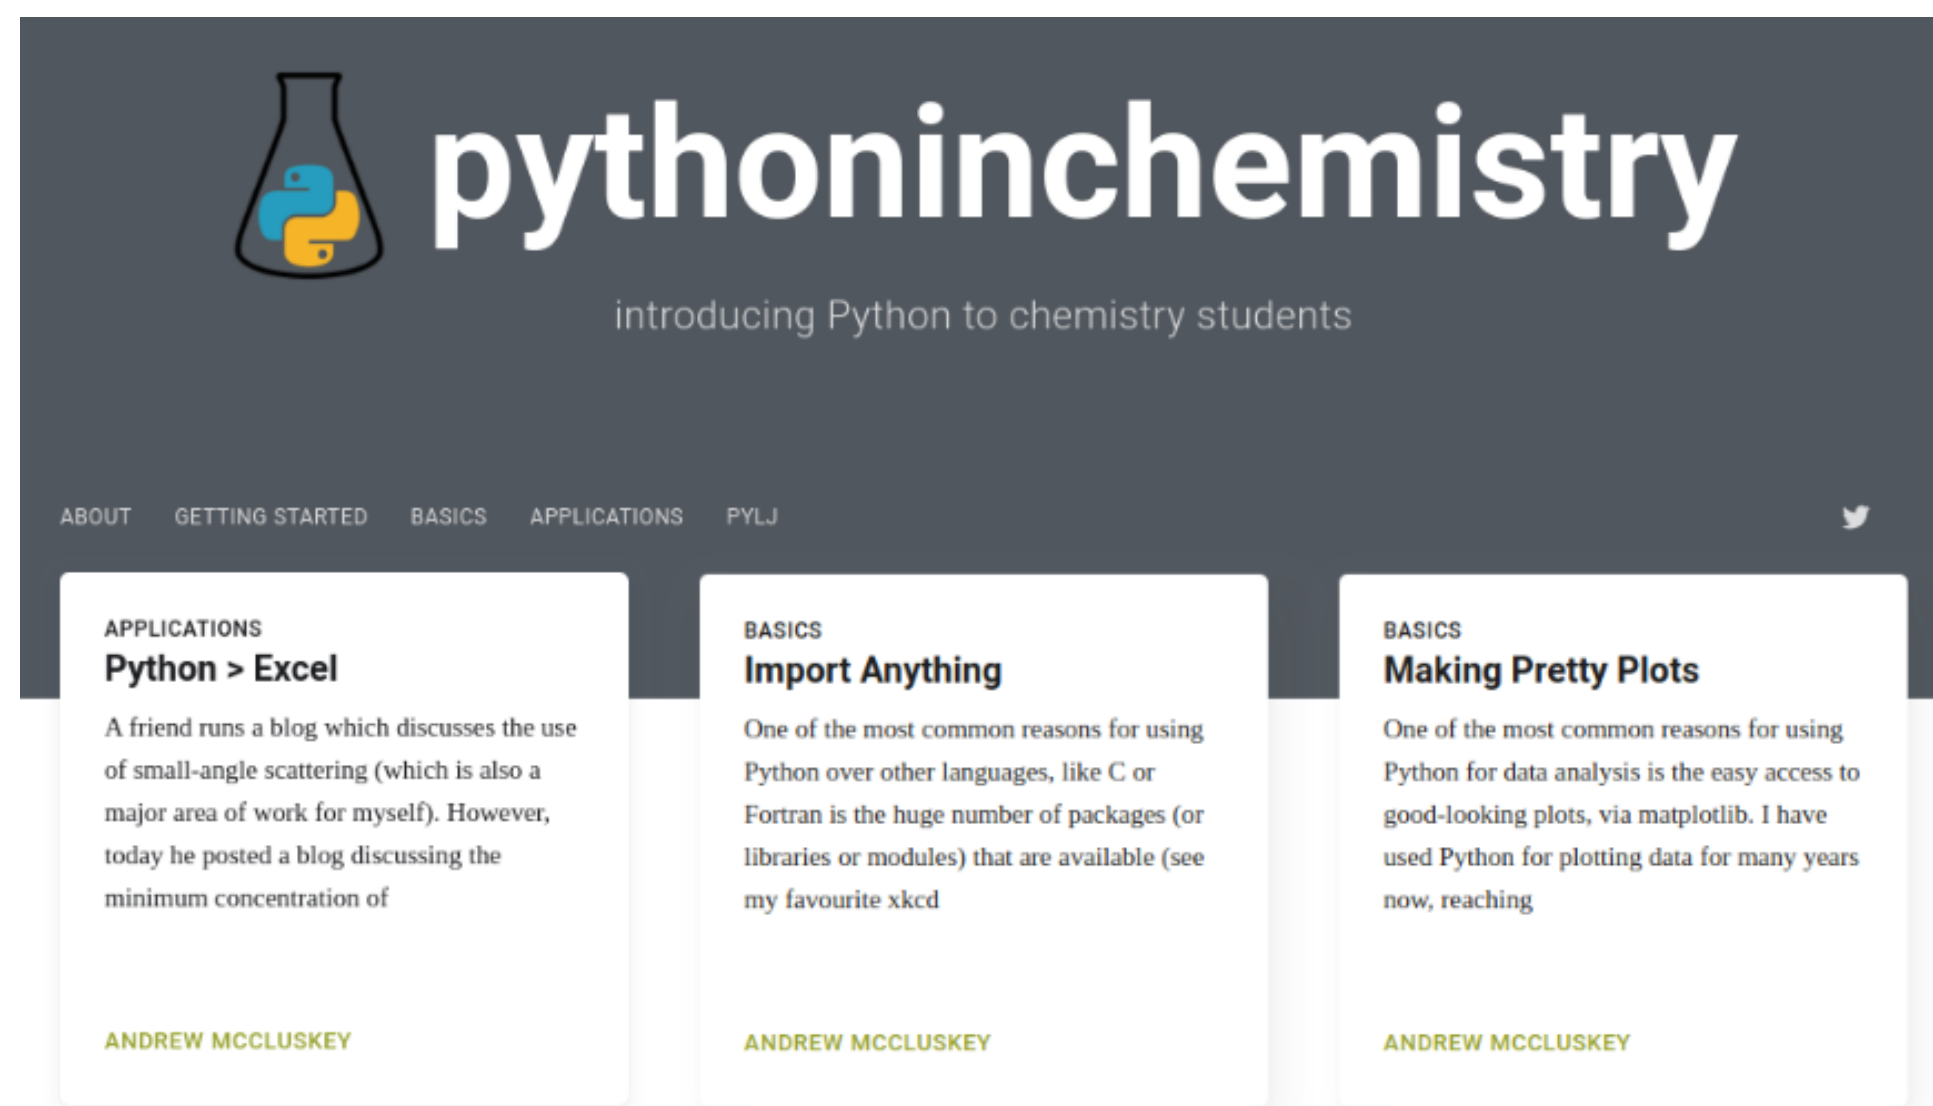 pythoninchemistry
introducing Python to chemistry students
ABOUT GETTING STARTED BASICS APPLICATIONS PYLJ
APPLICATIONS
Python > Excel
A friend runs a blog which discusses the use
of small-angle scattering (which is also a
major area of work for myself). However,
today he posted a blog discussing the
minimum concentration of
ANDREW MCCLUSKEY
BASICS
Import Anything
One of the most common reasons for using
Python over other languages, like C or
Fortran is the huge number of packages (or
libraries or modules) that are available (see
my favourite xkcd
ANDREW MCCLUSKEY
BASICS
Making Pretty Plots
One of the most common reasons for using
Python for data analysis is the easy access to
good-looking plots, via matplotlib. I have
used Python for plotting data for many years
now, reaching
ANDREW MCCLUSKEY